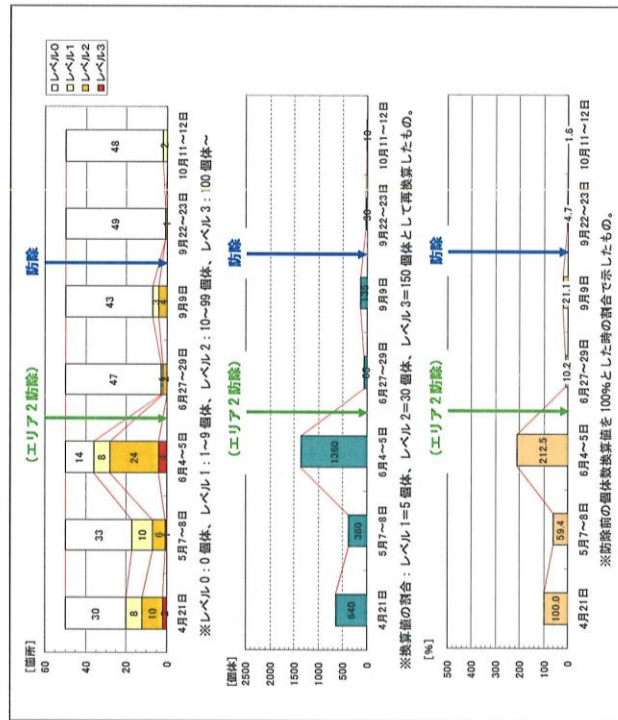 (エリア2防除)
防除
[箇所]
60
40
20
0
レベル0
レベル1
レベル2
レベル3
30
8
10
2
33
10
6
14
8
24
4
47
2
43
3
4
49
1
48
2
4月21日
5月7~8日
6月4~5日
6月27~29日
9月9日
9月22~23日
10月11~12日
※レベル0:0個体、レベル1:1~9個体、レベル2:10~99個体、レベル3:100個体~
(エリア2防除)
防除
[個体]
2500
2000
1500
1000
500
0
640
380
1360
65
135
30
10
4月21日
5月7~8日
6月4~5日
6月27~29日
9月9日
9月22~23日
10月11~12日
※換算値の割合:レベル1=5個体、レベル2=30個体、レベル3=150個体として再換算したもの。
(エリア2防除)
防除
[%]
500
400
300
200
100
0
100.0
59.4
212.5
10.2
21.1
4.7
1.6
4月21日
5月7~8日
6月4~5日
6月27~29日
9月9日
9月22~23日
10月11~12日
※防除前の個体数換算値を100%とした時の割合で示したもの。